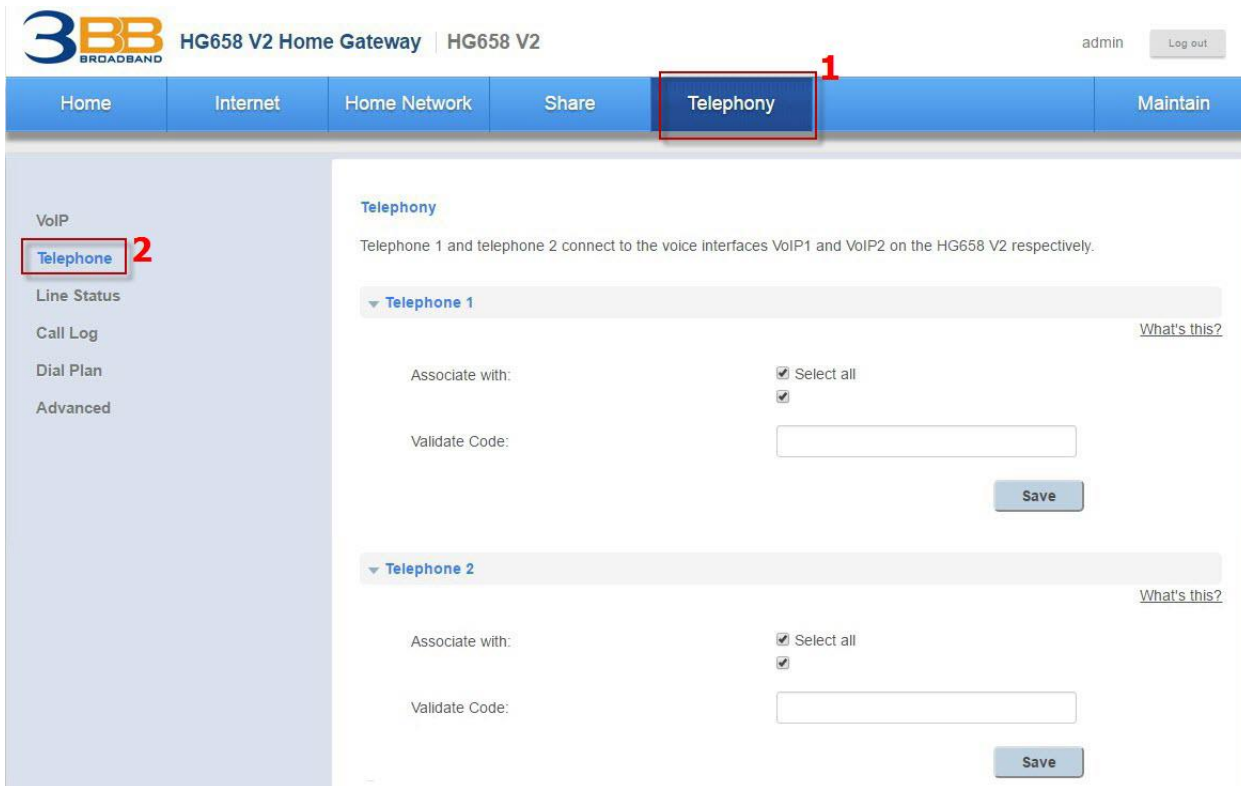 3BB
BROADBAND
HG658 V2 Home Gateway HG658 V2
admin Log out
1
Home Internet Home Network Share Telephony Maintain
VoIP
Telephone 2
Line Status
Call Log
Dial Plan
Advanced
Telephony
Telephone 1 and telephone 2 connect to the voice interfaces VoIP1 and VoIP2 on the HG658 V2 respectively.
Telephone 1
What's this?
Associate with: Select all
Validate Code:
Save
Telephone 2
What's this?
Associate with: Select all
Validate Code:
Save